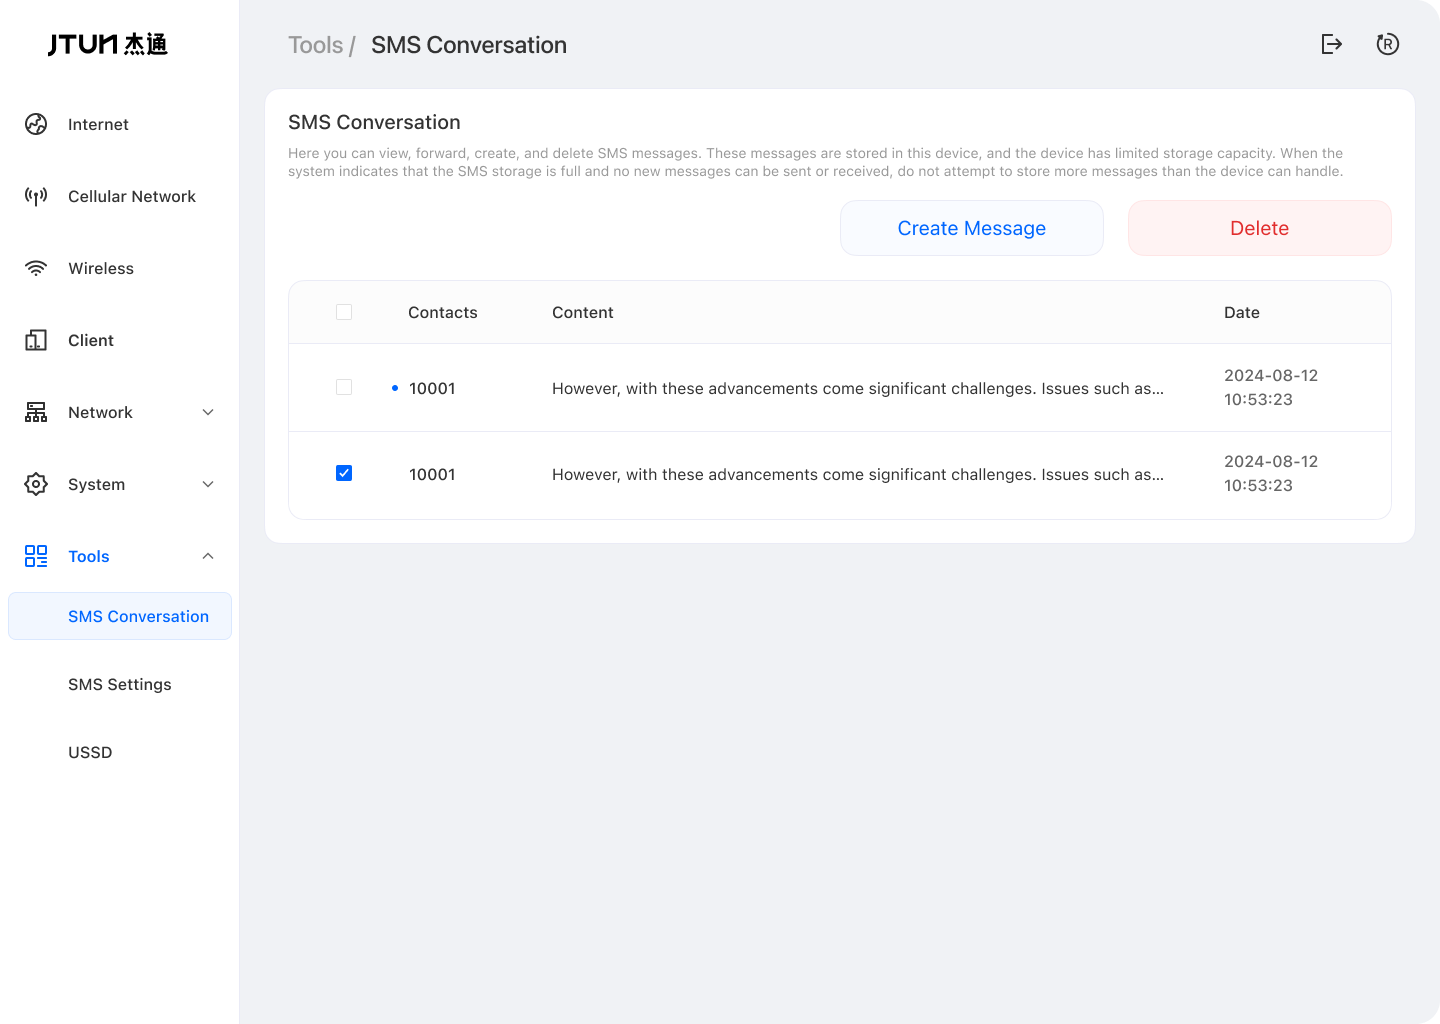 JTUN 杰通
Internet
Cellular Network
Wireless
Client
Network
System
Tools
SMS Conversation
SMS Settings
USSD
Tools / SMS Conversation
R
SMS Conversation
Here you can view, forward, create, and delete SMS messages. These messages are stored in this device, and the device has limited storage capacity. When the
system indicates that the SMS storage is full and no new messages can be sent or received, do not attempt to store more messages than the device can handle.
Create Message
Delete
Contacts Content Date
10001 However, with these advancements come significant challenges. Issues such as... 2024-08-12
10:53:23
10001 However, with these advancements come significant challenges. Issues such as... 2024-08-12
10:53:23